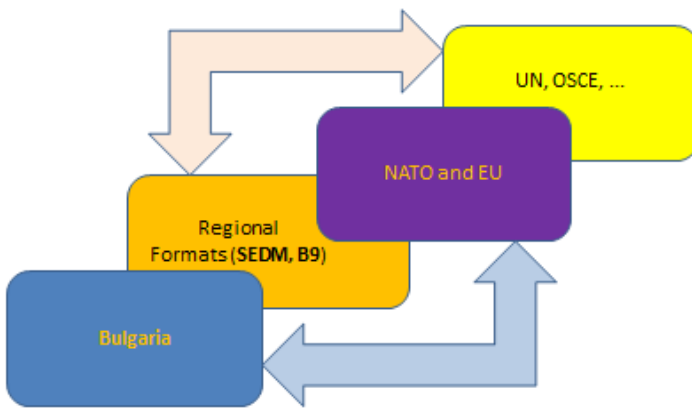 UN, OSCE, ...
NATO and EU
Regional
Formats (SEDM, B9)
Bulgaria